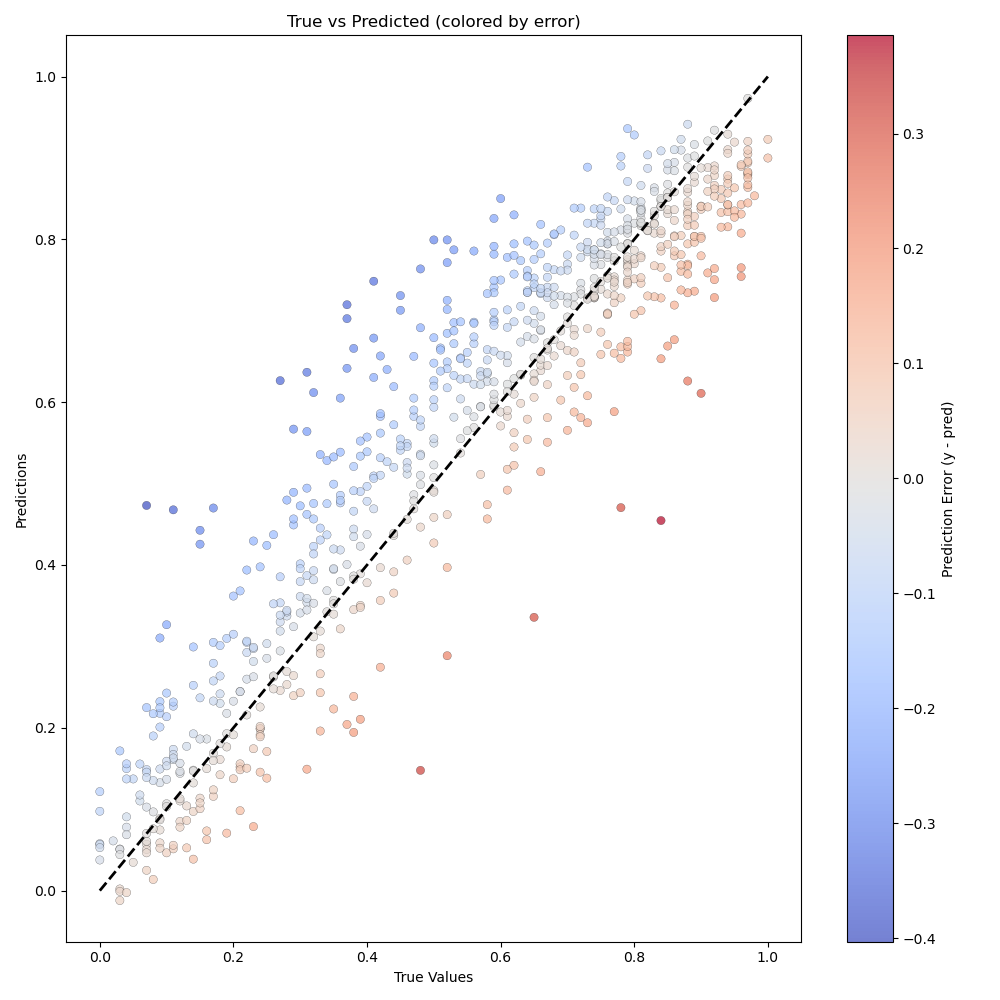 True vs Predicted (colored by error)
Predictions
1.0
0.8
0.6
0.4
0.2
0.0
0.0 0.2 0.4 0.6 0.8 1.0
True Values
0.3
0.2
0.1
0.0
−0.1
−0.2
−0.3
−0.4
Prediction Error (y - pred)